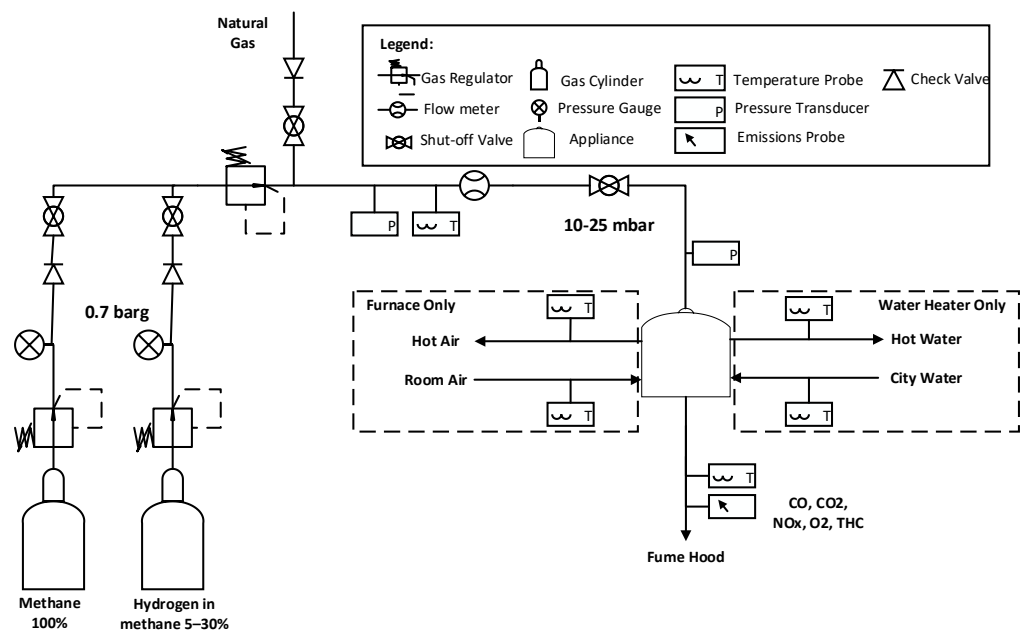 Natural
Gas
Legend:
Gas Regulator
Gas Cylinder
T
Temperature Probe
Check Valve
Flow meter
Pressure Gauge
P
Pressure Transducer
Shut-off Valve
Appliance
Emissions Probe
P
T
10-25 mbar
P
0.7 barg
Furnace Only
T
T
Water Heater Only
Hot Air
Hot Water
Room Air
City Water
T
T
T
CO, CO2,
NOx, O2, THC
Fume Hood
Methane
100%
Hydrogen in
methane 5–30%